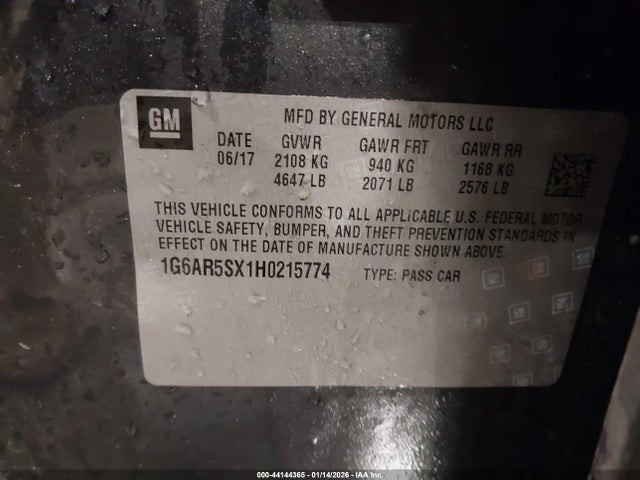 GM
MFD BY GENERAL MOTORS LLC
DATE GVWR GAWR FRT GAWR RR
06/17 2108 KG 940 KG 1168 KG
4647 LB 2071 LB 2576 LB
THIS VEHICLE CONFORMS TO ALL APPLICABLE U.S. FEDERAL MOTOR
VEHICLE SAFETY, BUMPER, AND THEFT PREVENTION STANDARDS IN
EFFECT ON THE DATE OF MANUFACTURE SHOWN ABOVE.
1G6AR5SX1H0215774 TYPE: PASS CAR
000-44144365 | 01/14/2026 | IAA Inc.